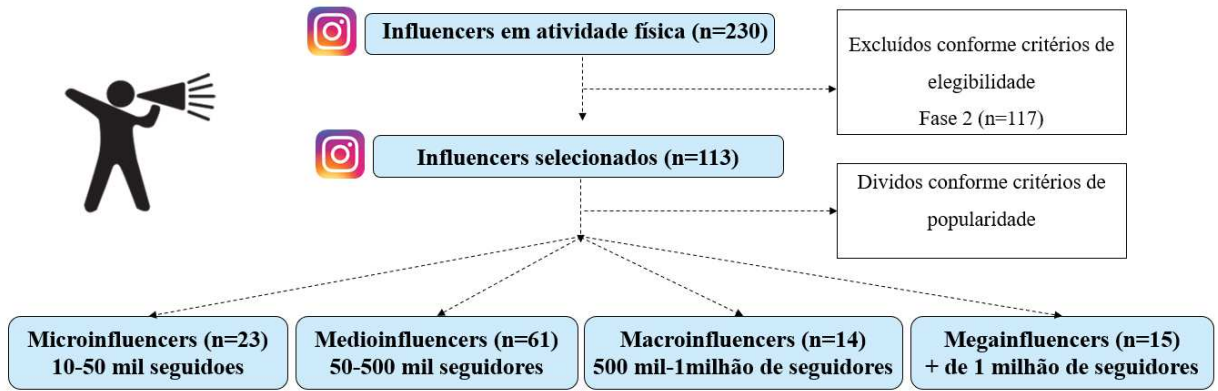 Influencers em atividade física (n=230)
Excluídos conforme critérios de
elegibilidade
Fase 2 (n=117)
Influencers selecionados (n=113)
Dividos conforme critérios de
popularidade
Microinfluencers (n=23)
10-50 mil seguidoes
Medioinfluencers (n=61)
50-500 mil seguidores
Macroinfluencers (n=14)
500 mil-1milhão de seguidores
Megainfluencers (n=15)
+ de 1 milhão de seguidores